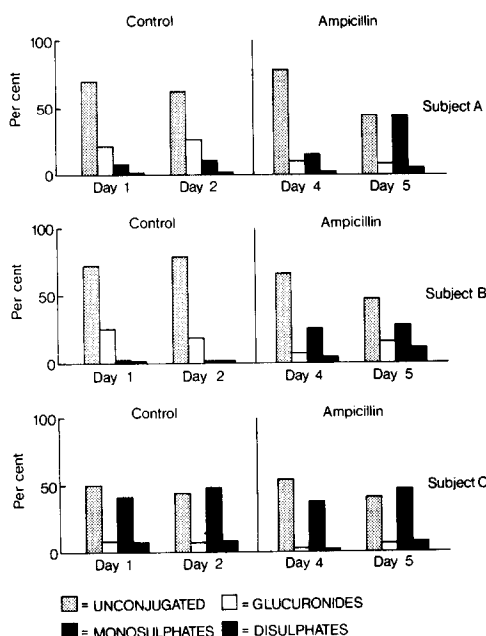 Control Ampicillin
100
50
0
Per cent
Subject A
Day 1 Day 2 Day 4 Day 5
Control Ampicillin
100
50
0
Per cent
Subject B
Day 1 Day 2 Day 4 Day 5
Control Ampicillin
100
50
0
Per cent
Subject C
Day 1 Day 2 Day 4 Day 5
= UNCONJUGATED = GLUCURONIDES
= MONOSULPHATES = DISULPHATES